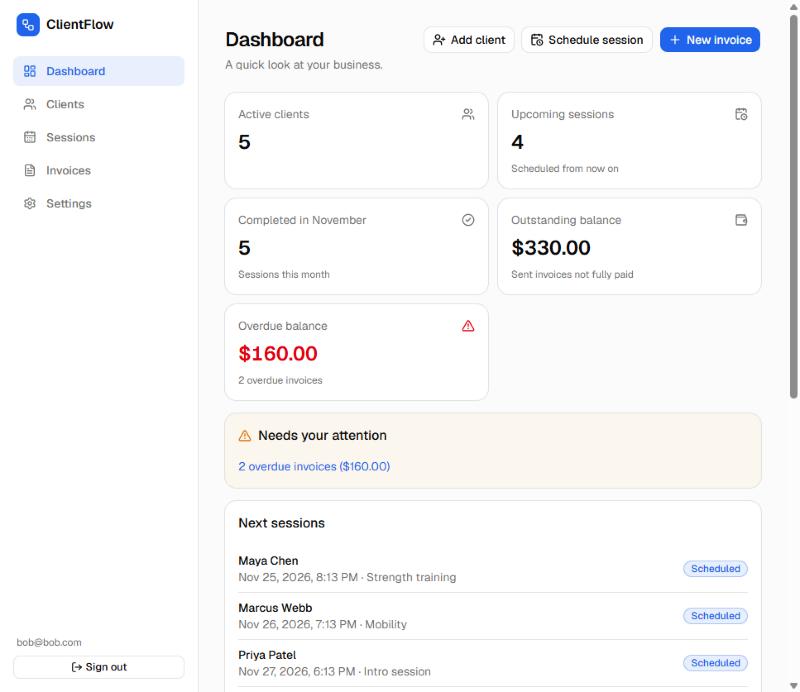 ClientFlow
Dashboard
Clients
Sessions
Invoices
Settings
bob@bob.com
Sign out
Dashboard
A quick look at your business.
Add client
Schedule session
New invoice
Active clients
5
Upcoming sessions
4
Scheduled from now on
Completed in November
5
Sessions this month
Outstanding balance
$330.00
Sent invoices not fully paid
Overdue balance
$160.00
2 overdue invoices
Needs your attention
2 overdue invoices ($160.00)
Next sessions
Maya Chen
Nov 25, 2026, 8:13 PM · Strength training
Scheduled
Marcus Webb
Nov 26, 2026, 7:13 PM · Mobility
Scheduled
Priya Patel
Nov 27, 2026, 6:13 PM · Intro session
Scheduled